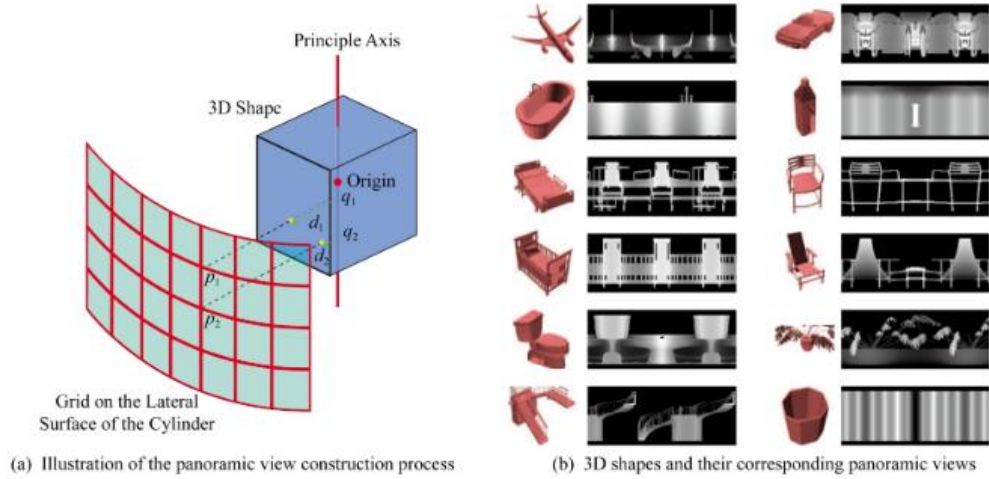 Principle Axis
3D Shape
Origin
q1
d1
q2
d2
p1
p2
Grid on the Lateral
Surface of the Cylinder
(a) Illustration of the panoramic view construction process
(b) 3D shapes and their corresponding panoramic views